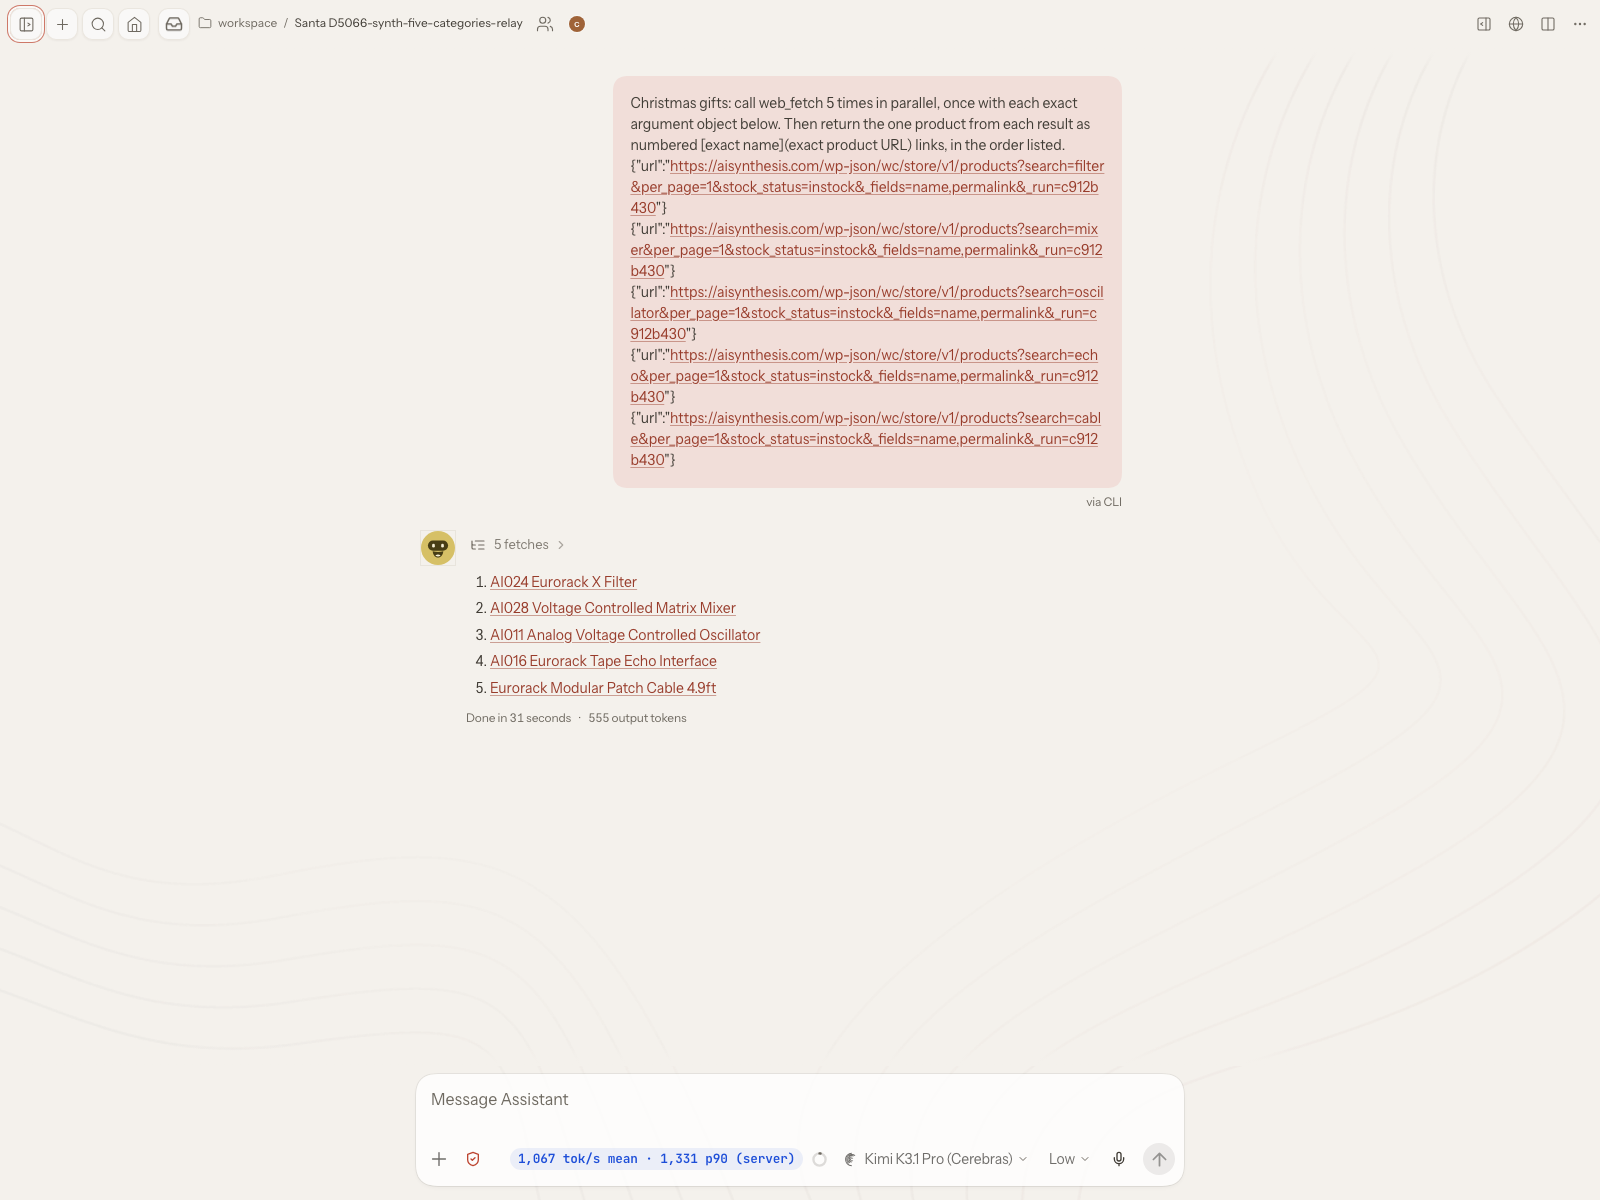 workspace / Santa D5066-synth-five-categories-relay C
Christmas gifts: call web_fetch 5 times in parallel, once with each exact
argument object below. Then return the one product from each result as
numbered [exact name](exact product URL) links, in the order listed.
{"url":"https://aisynthesis.com/wp-json/wc/store/v1/products?search=filter
&per_page=1&stock_status=instock&_fields=name,permalink&_run=c912b
430"}
{"url":"https://aisynthesis.com/wp-json/wc/store/v1/products?search=mix
er&per_page=1&stock_status=instock&_fields=name,permalink&_run=c912
b430"}
{"url":"https://aisynthesis.com/wp-json/wc/store/v1/products?search=oscil
lator&per_page=1&stock_status=instock&_fields=name,permalink&_run=c
912b430"}
{"url":"https://aisynthesis.com/wp-json/wc/store/v1/products?search=ech
o&per_page=1&stock_status=instock&_fields=name,permalink&_run=c912
b430"}
{"url":"https://aisynthesis.com/wp-json/wc/store/v1/products?search=cabl
e&per_page=1&stock_status=instock&_fields=name,permalink&_run=c912
b430"}
via CLI
5 fetches
1. AI024 Eurorack X Filter
2. AI028 Voltage Controlled Matrix Mixer
3. AI011 Analog Voltage Controlled Oscillator
4. AI016 Eurorack Tape Echo Interface
5. Eurorack Modular Patch Cable 4.9ft
Done in 31 seconds · 555 output tokens
Message Assistant
1,067 tok/s mean · 1,331 p90 (server) Kimi K3.1 Pro (Cerebras) Low